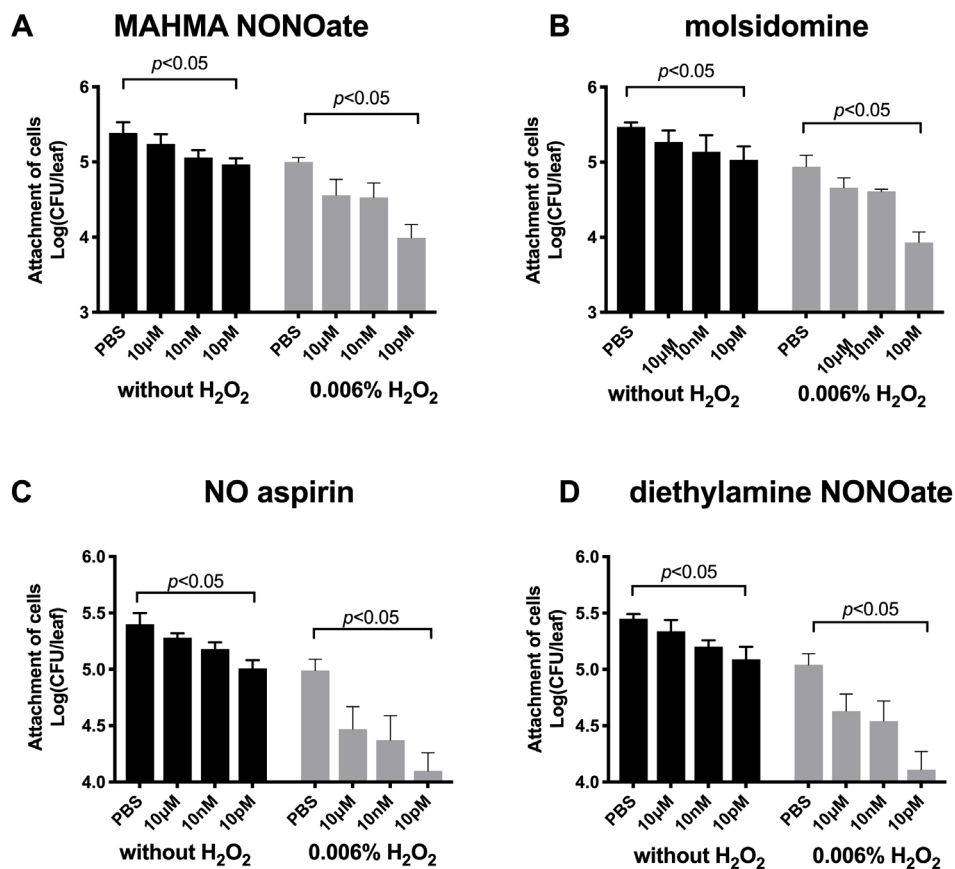 A MAHMA NONOate
p<0.05
p<0.05
Attachment of cells
Log(CFU/leaf)
6
5
4
3
PBS
10µM
10nM
10pM
PBS
10µM
10nM
10pM
without H₂O₂
0.006% H₂O₂
B molsidomine
p<0.05
p<0.05
Attachment of cells
Log(CFU/leaf)
6
5
4
3
PBS
10µM
10nM
10pM
PBS
10µM
10nM
10pM
without H₂O₂
0.006% H₂O₂
C NO aspirin
p<0.05
p<0.05
Attachment of cells
Log(CFU/leaf)
6.0
5.5
5.0
4.5
4.0
PBS
10µM
10nM
10pM
PBS
10µM
10nM
10pM
without H₂O₂
0.006% H₂O₂
D diethylamine NONOate
p<0.05
p<0.05
Attachment of cells
Log(CFU/leaf)
6.0
5.5
5.0
4.5
4.0
PBS
10µM
10nM
10pM
PBS
10µM
10nM
10pM
without H₂O₂
0.006% H₂O₂